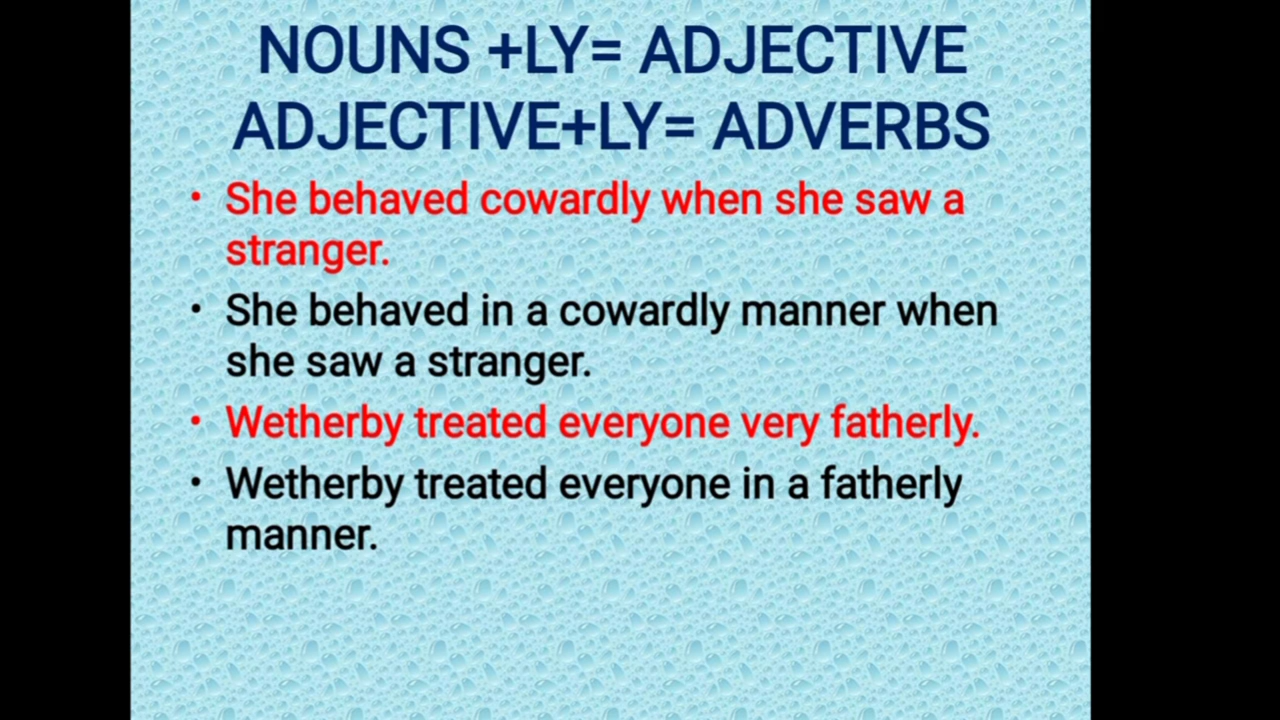 NOUNS +LY= ADJECTIVE
ADJECTIVE+LY= ADVERBS
• She behaved cowardly when she saw a
stranger.
• She behaved in a cowardly manner when
she saw a stranger.
• Wetherby treated everyone very fatherly.
• Wetherby treated everyone in a fatherly
manner.